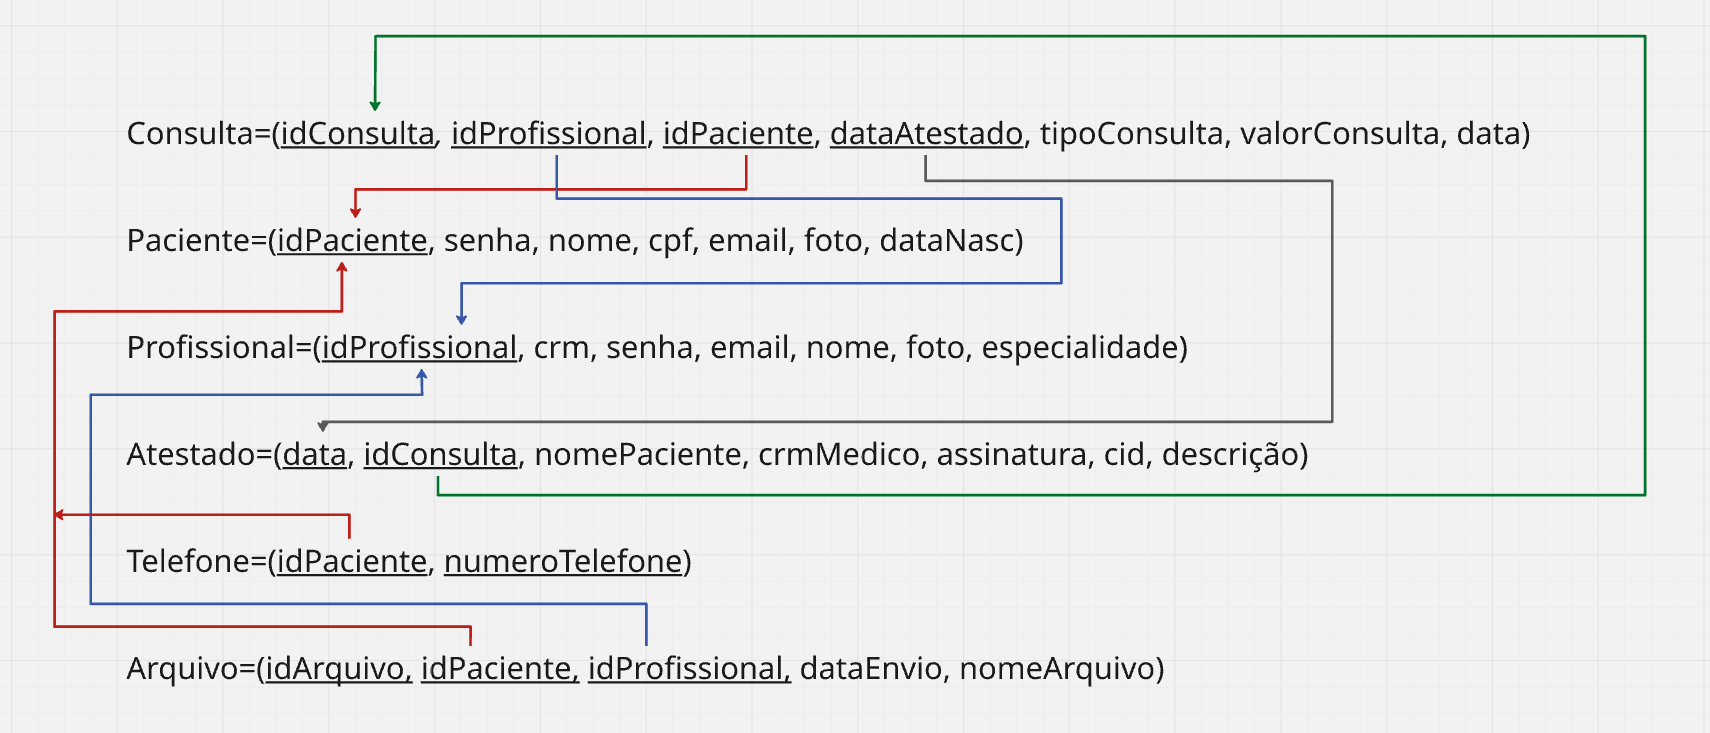 Consulta=(idConsulta, idProfissional, idPaciente, dataAtestado, tipoConsulta, valorConsulta, data)
Paciente=(idPaciente, senha, nome, cpf, email, foto, dataNasc)
Profissional=(idProfissional, crm, senha, email, nome, foto, especialidade)
Atestado=(data, idConsulta, nomePaciente, crmMedico, assinatura, cid, descrição)
Telefone=(idPaciente, numeroTelefone)
Arquivo=(idArquivo, idPaciente, idProfissional, dataEnvio, nomeArquivo)